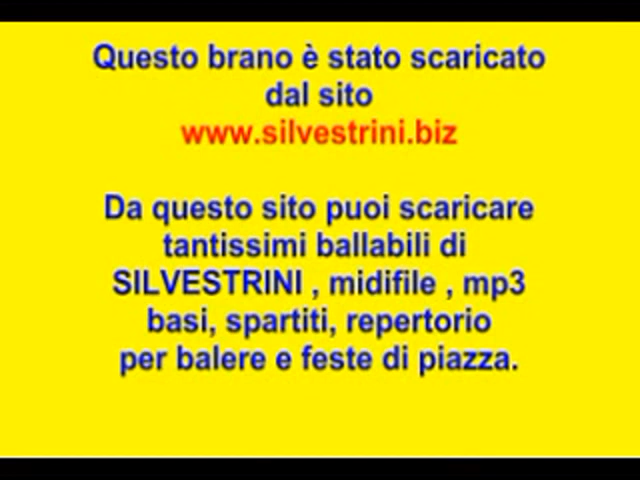 Questo brano è stato scaricato
dal sito
www.silvestrini.biz
Da questo sito puoi scaricare
tantissimi ballabili di
SILVESTRINI , midifile , mp3
basi, spartiti, repertorio
per balere e feste di piazza.